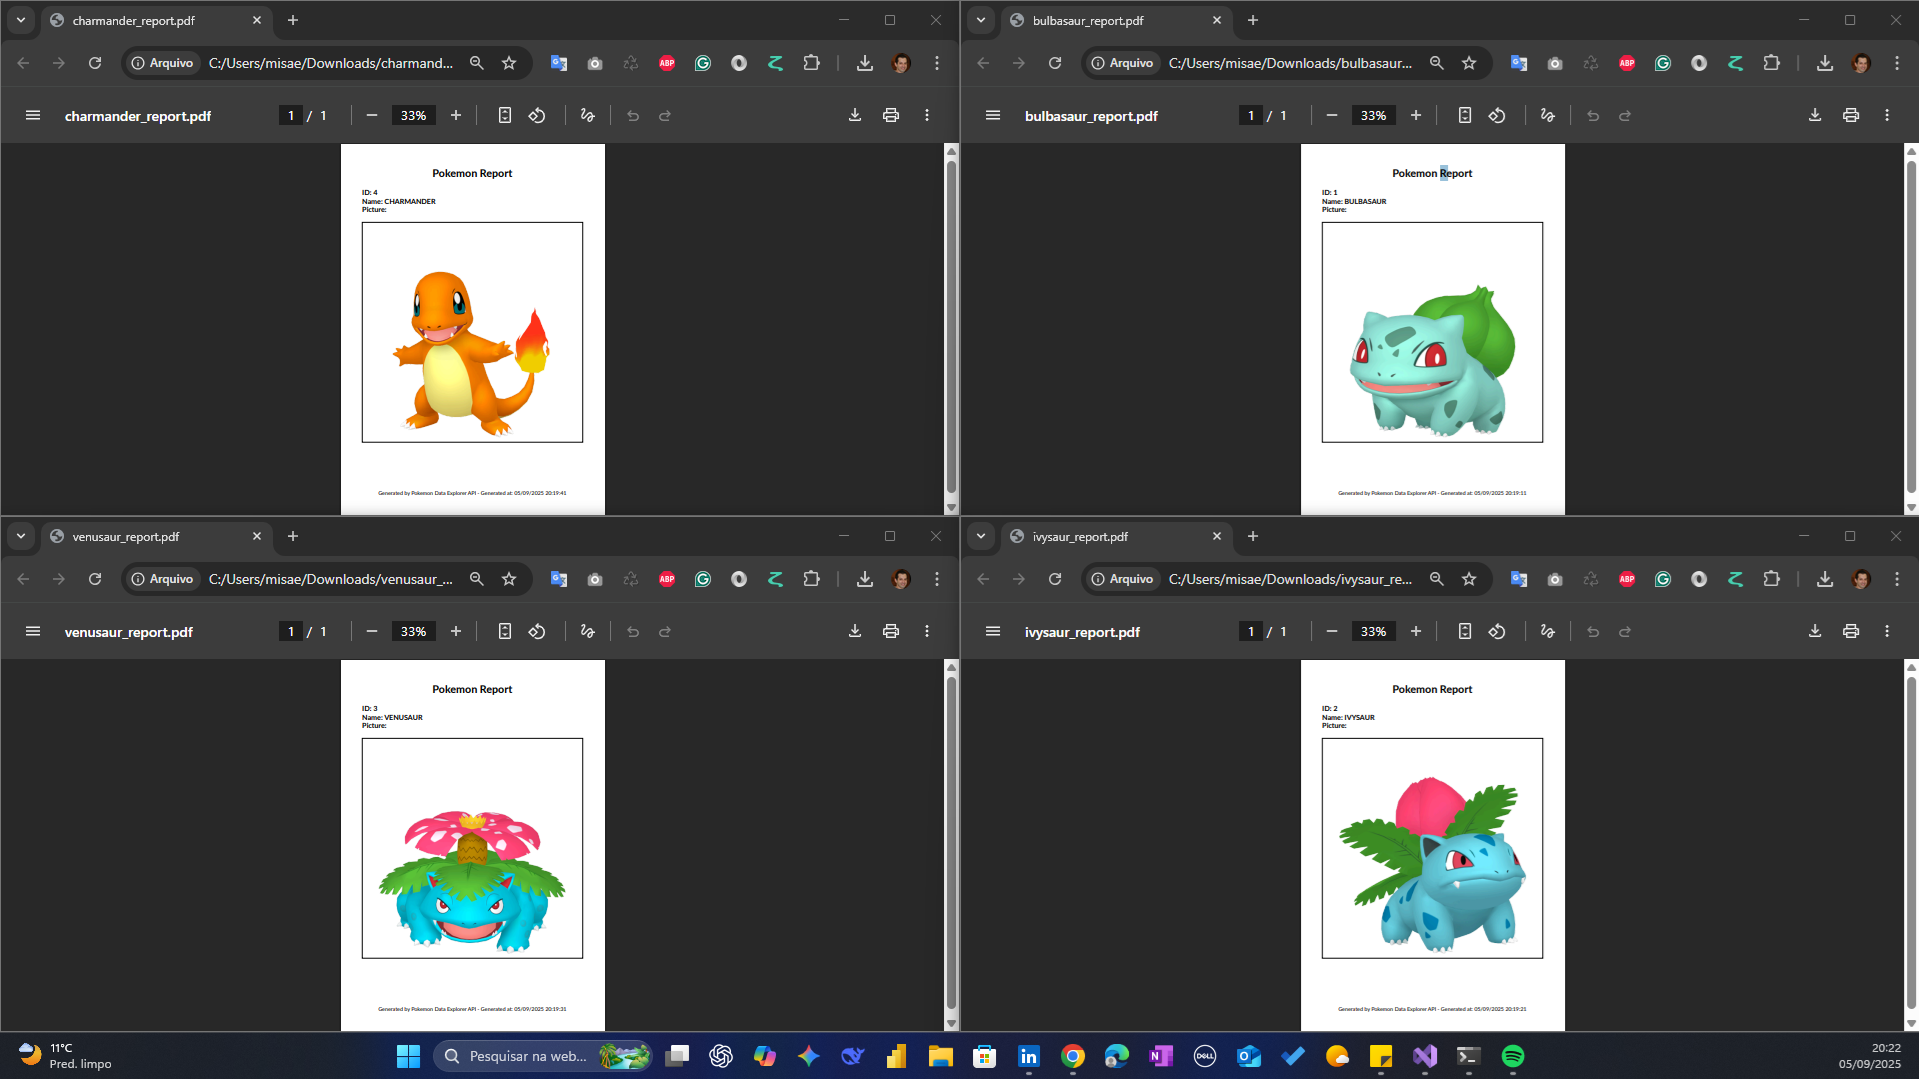 charmander_report.pdf
Arquivo
C:/Users/misae/Downloads/charmand...
ABP
charmander_report.pdf
1 / 1
33%
Pokemon Report
ID: 4
Name: CHARMANDER
Picture:
Generated by Pokemon Data Explorer API - Generated at: 05/09/2025 20:19:41
bulbasaur_report.pdf
Arquivo
C:/Users/misae/Downloads/bulbasaur...
ABP
bulbasaur_report.pdf
1 / 1
33%
Pokemon Report
ID: 1
Name: BULBASAUR
Picture:
Generated by Pokemon Data Explorer API - Generated at: 05/09/2025 20:19:11
venusaur_report.pdf
Arquivo
C:/Users/misae/Downloads/venusaur_...
ABP
venusaur_report.pdf
1 / 1
33%
Pokemon Report
ID: 3
Name: VENUSAUR
Picture:
Generated by Pokemon Data Explorer API - Generated at: 05/09/2025 20:19:31
ivysaur_report.pdf
Arquivo
C:/Users/misae/Downloads/ivysaur_re...
ABP
ivysaur_report.pdf
1 / 1
33%
Pokemon Report
ID: 2
Name: IVYSAUR
Picture:
Generated by Pokemon Data Explorer API - Generated at: 05/09/2025 20:19:21
11°C
Pred. limpo
Pesquisar na web...
DELL
20:22
05/09/2025